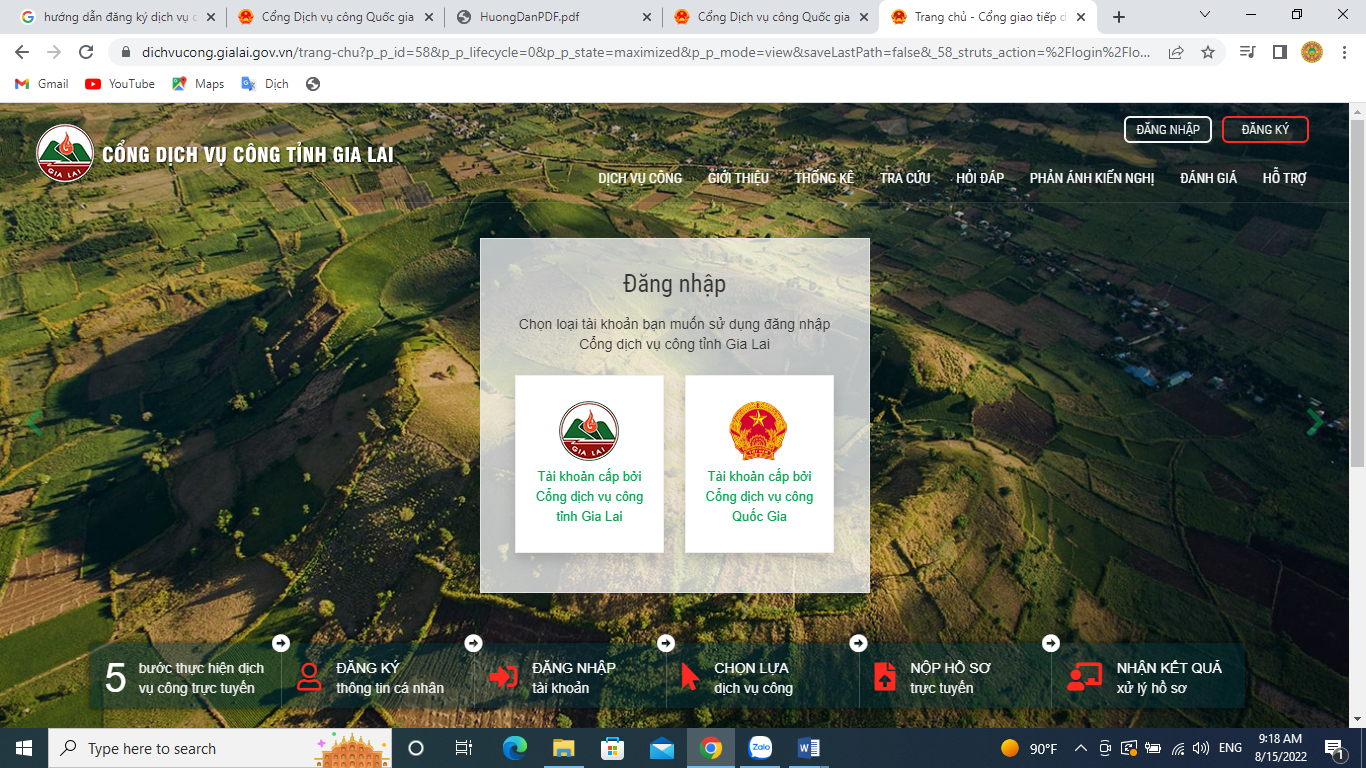 hướng dẫn đăng ký dịch vụ c
Cổng Dịch vụ công Quốc gia
HuongDanPDF.pdf
Cổng Dịch vụ công Quốc gia
Trang chủ - Cổng giao tiếp d
dichvucong.gialai.gov.vn/trang-chu?p_p_id=58&p_p_lifecycle=0&p_p_state=maximized&p_p_mode=view&saveLastPath=false&_58_struts_action=%2Flogin%2Flo...
Gmail YouTube Maps Dịch
ĐĂNG NHẬP ĐĂNG KÝ
GIA LAI
CỔNG DỊCH VỤ CÔNG TỈNH GIA LAI
DỊCH VỤ CÔNG GIỚI THIỆU THỐNG KÊ TRA CỨU HỎI ĐÁP PHẢN ÁNH KIẾN NGHỊ ĐÁNH GIÁ HỖ TRỢ
Đăng nhập
Chọn loại tài khoản bạn muốn sử dụng đăng nhập
Cổng dịch vụ công tỉnh Gia Lai
GIA LAI
Tài khoản cấp bởi
Cổng dịch vụ công
tỉnh Gia Lai
Tài khoản cấp bởi
Cổng dịch vụ công
Quốc Gia
5 bước thực hiện dịch
vụ công trực tuyến
ĐĂNG KÝ
thông tin cá nhân
ĐĂNG NHẬP
tài khoản
CHỌN LỰA
dịch vụ công
NỘP HỒ SƠ
trực tuyến
NHẬN KẾT QUẢ
xử lý hồ sơ
Type here to search
Zalo
90°F
ENG
9:18 AM
8/15/2022
1